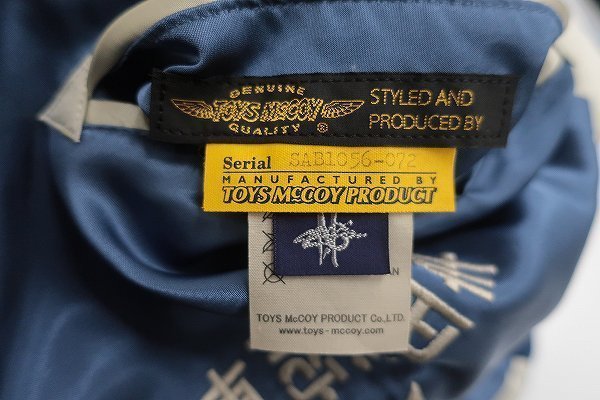 GENUINE
TOYS McCOY
QUALITY ®
STYLED AND
PRODUCED BY
Serial SAB1056-072
MANUFACTURED BY
TOYS McCOY PRODUCT
AN
TOYS McCOY PRODUCT Co.,LTD.
www.toys-mccoy.com